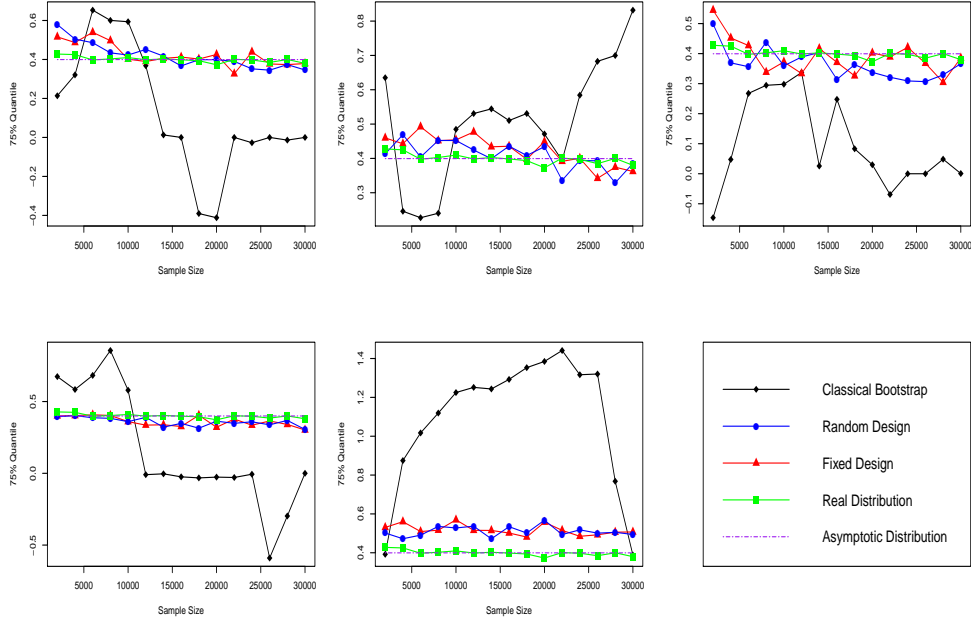 75% Quantile
0.6
0.4
0.2
0.0
−0.2
−0.4
5000 10000 15000 20000 25000 30000
Sample Size
75% Quantile
0.8
0.7
0.6
0.5
0.4
0.3
5000 10000 15000 20000 25000 30000
Sample Size
75% Quantile
0.5
0.4
0.3
0.2
0.1
0.0
−0.1
5000 10000 15000 20000 25000 30000
Sample Size
75% Quantile
0.5
0.0
−0.5
5000 10000 15000 20000 25000 30000
Sample Size
75% Quantile
1.4
1.2
1.0
0.8
0.6
0.4
5000 10000 15000 20000 25000 30000
Sample Size
Classical Bootstrap
Random Design
Fixed Design
Real Distribution
Asymptotic Distribution